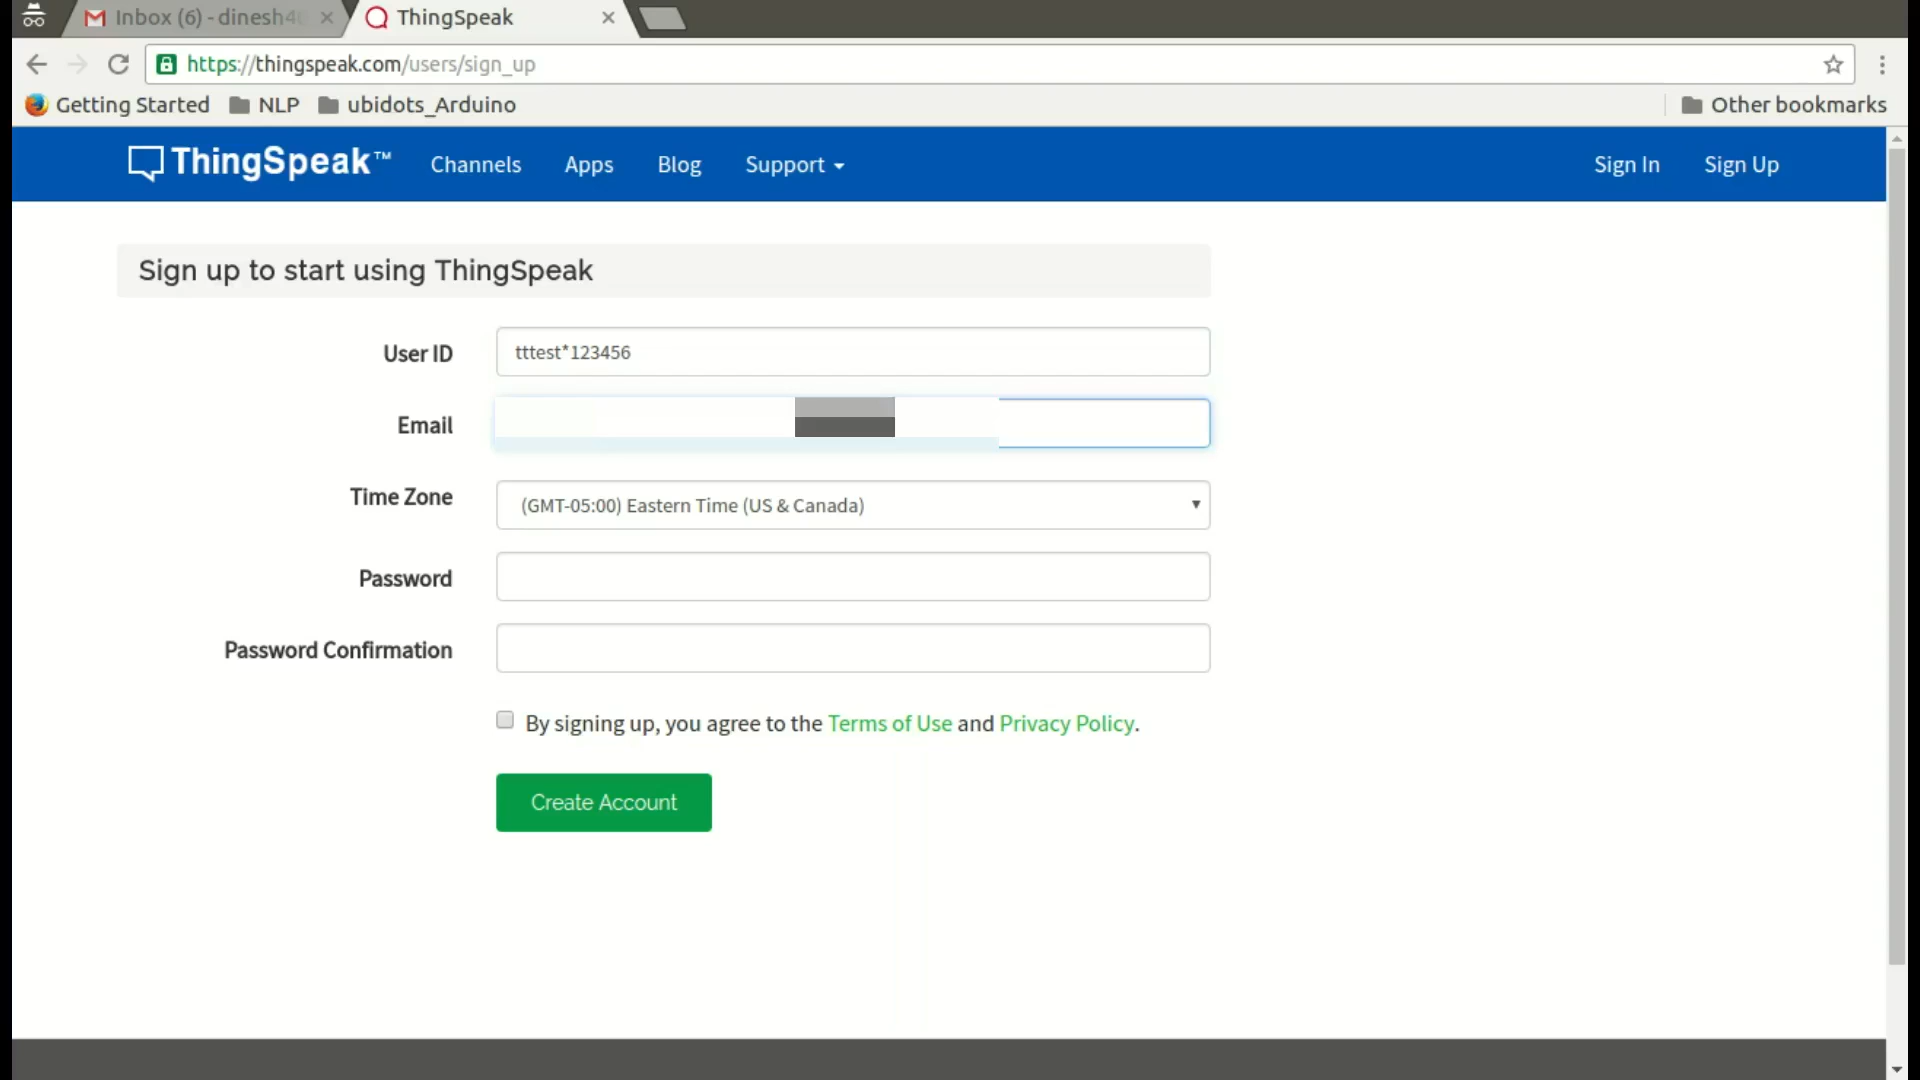 Inbox (6) - dinesh4
ThingSpeak
https://thingspeak.com/users/sign_up
Getting Started NLP ubidots_Arduino Other bookmarks
ThingSpeak™ Channels Apps Blog Support Sign In Sign Up
Sign up to start using ThingSpeak
User ID tttest*123456
Email
Time Zone (GMT-05:00) Eastern Time (US & Canada)
Password
Password Confirmation
By signing up, you agree to the Terms of Use and Privacy Policy.
Create Account